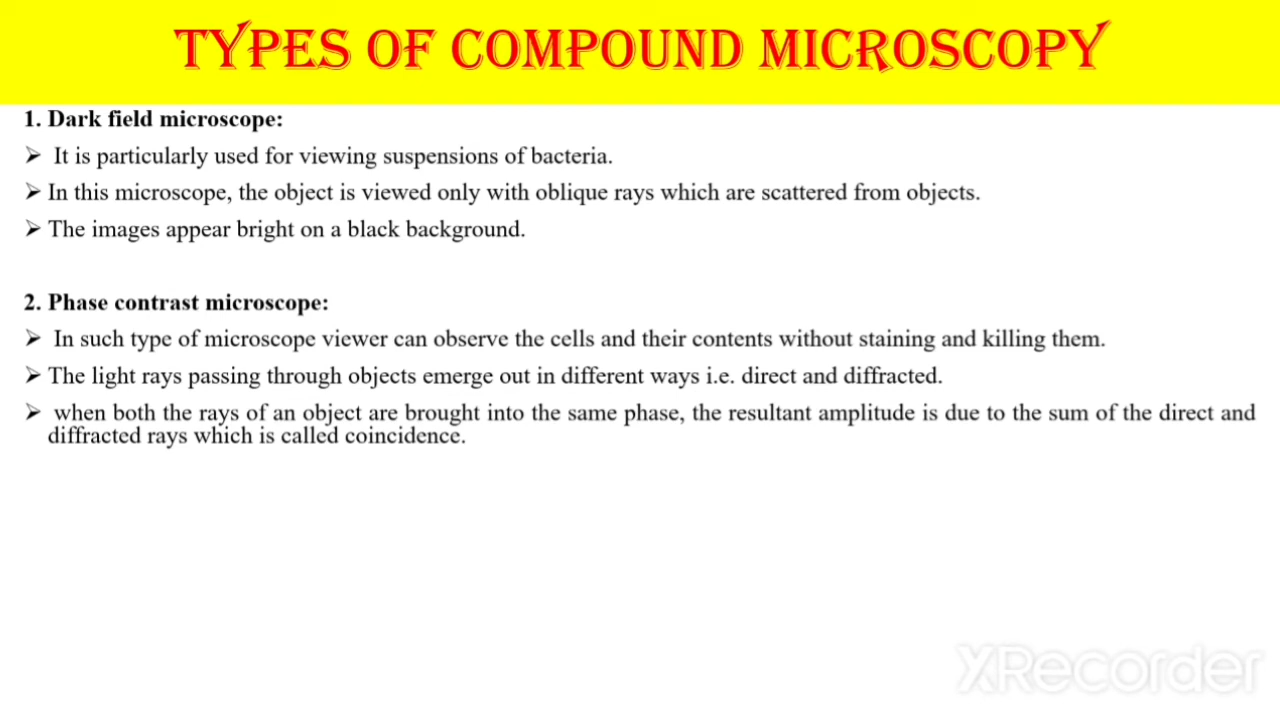 TYPES OF COMPOUND MICROSCOPY
1. Dark field microscope:
➢ It is particularly used for viewing suspensions of bacteria.
➢ In this microscope, the object is viewed only with oblique rays which are scattered from objects.
➢ The images appear bright on a black background.
2. Phase contrast microscope:
➢ In such type of microscope viewer can observe the cells and their contents without staining and killing them.
➢ The light rays passing through objects emerge out in different ways i.e. direct and diffracted.
➢ when both the rays of an object are brought into the same phase, the resultant amplitude is due to the sum of the direct and
diffracted rays which is called coincidence.
XRecorder